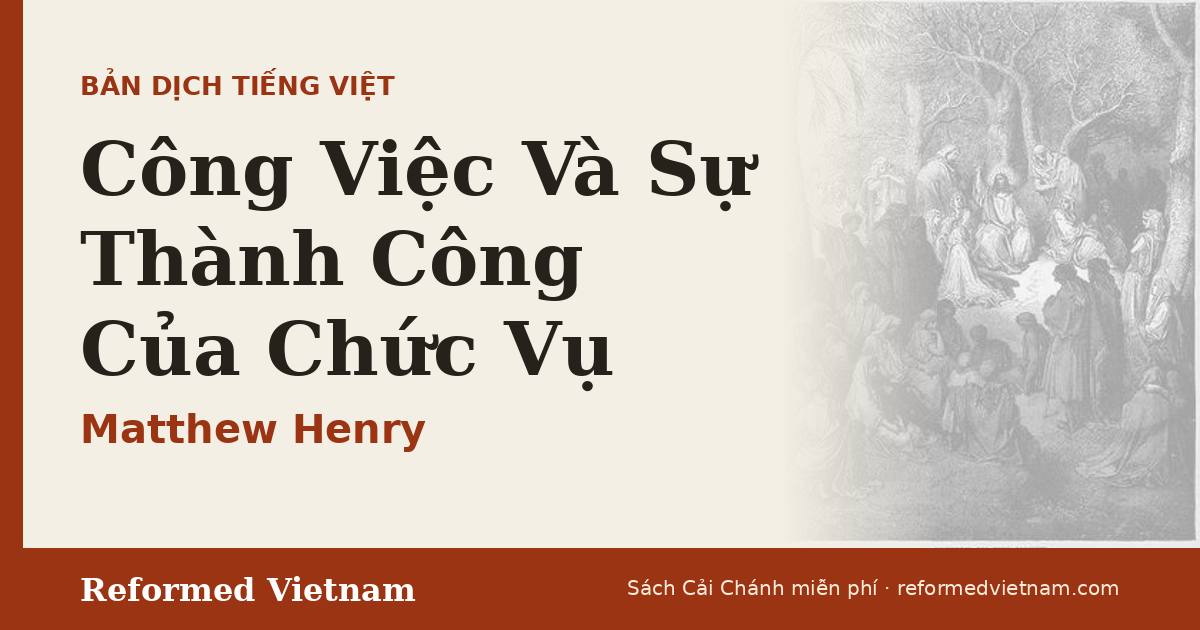 BẢN DỊCH TIẾNG VIỆT
Công Việc Và Sự
Thành Công
Của Chức Vụ
Matthew Henry
Reformed Vietnam
Sách Cải Chánh miễn phí · reformedvietnam.com